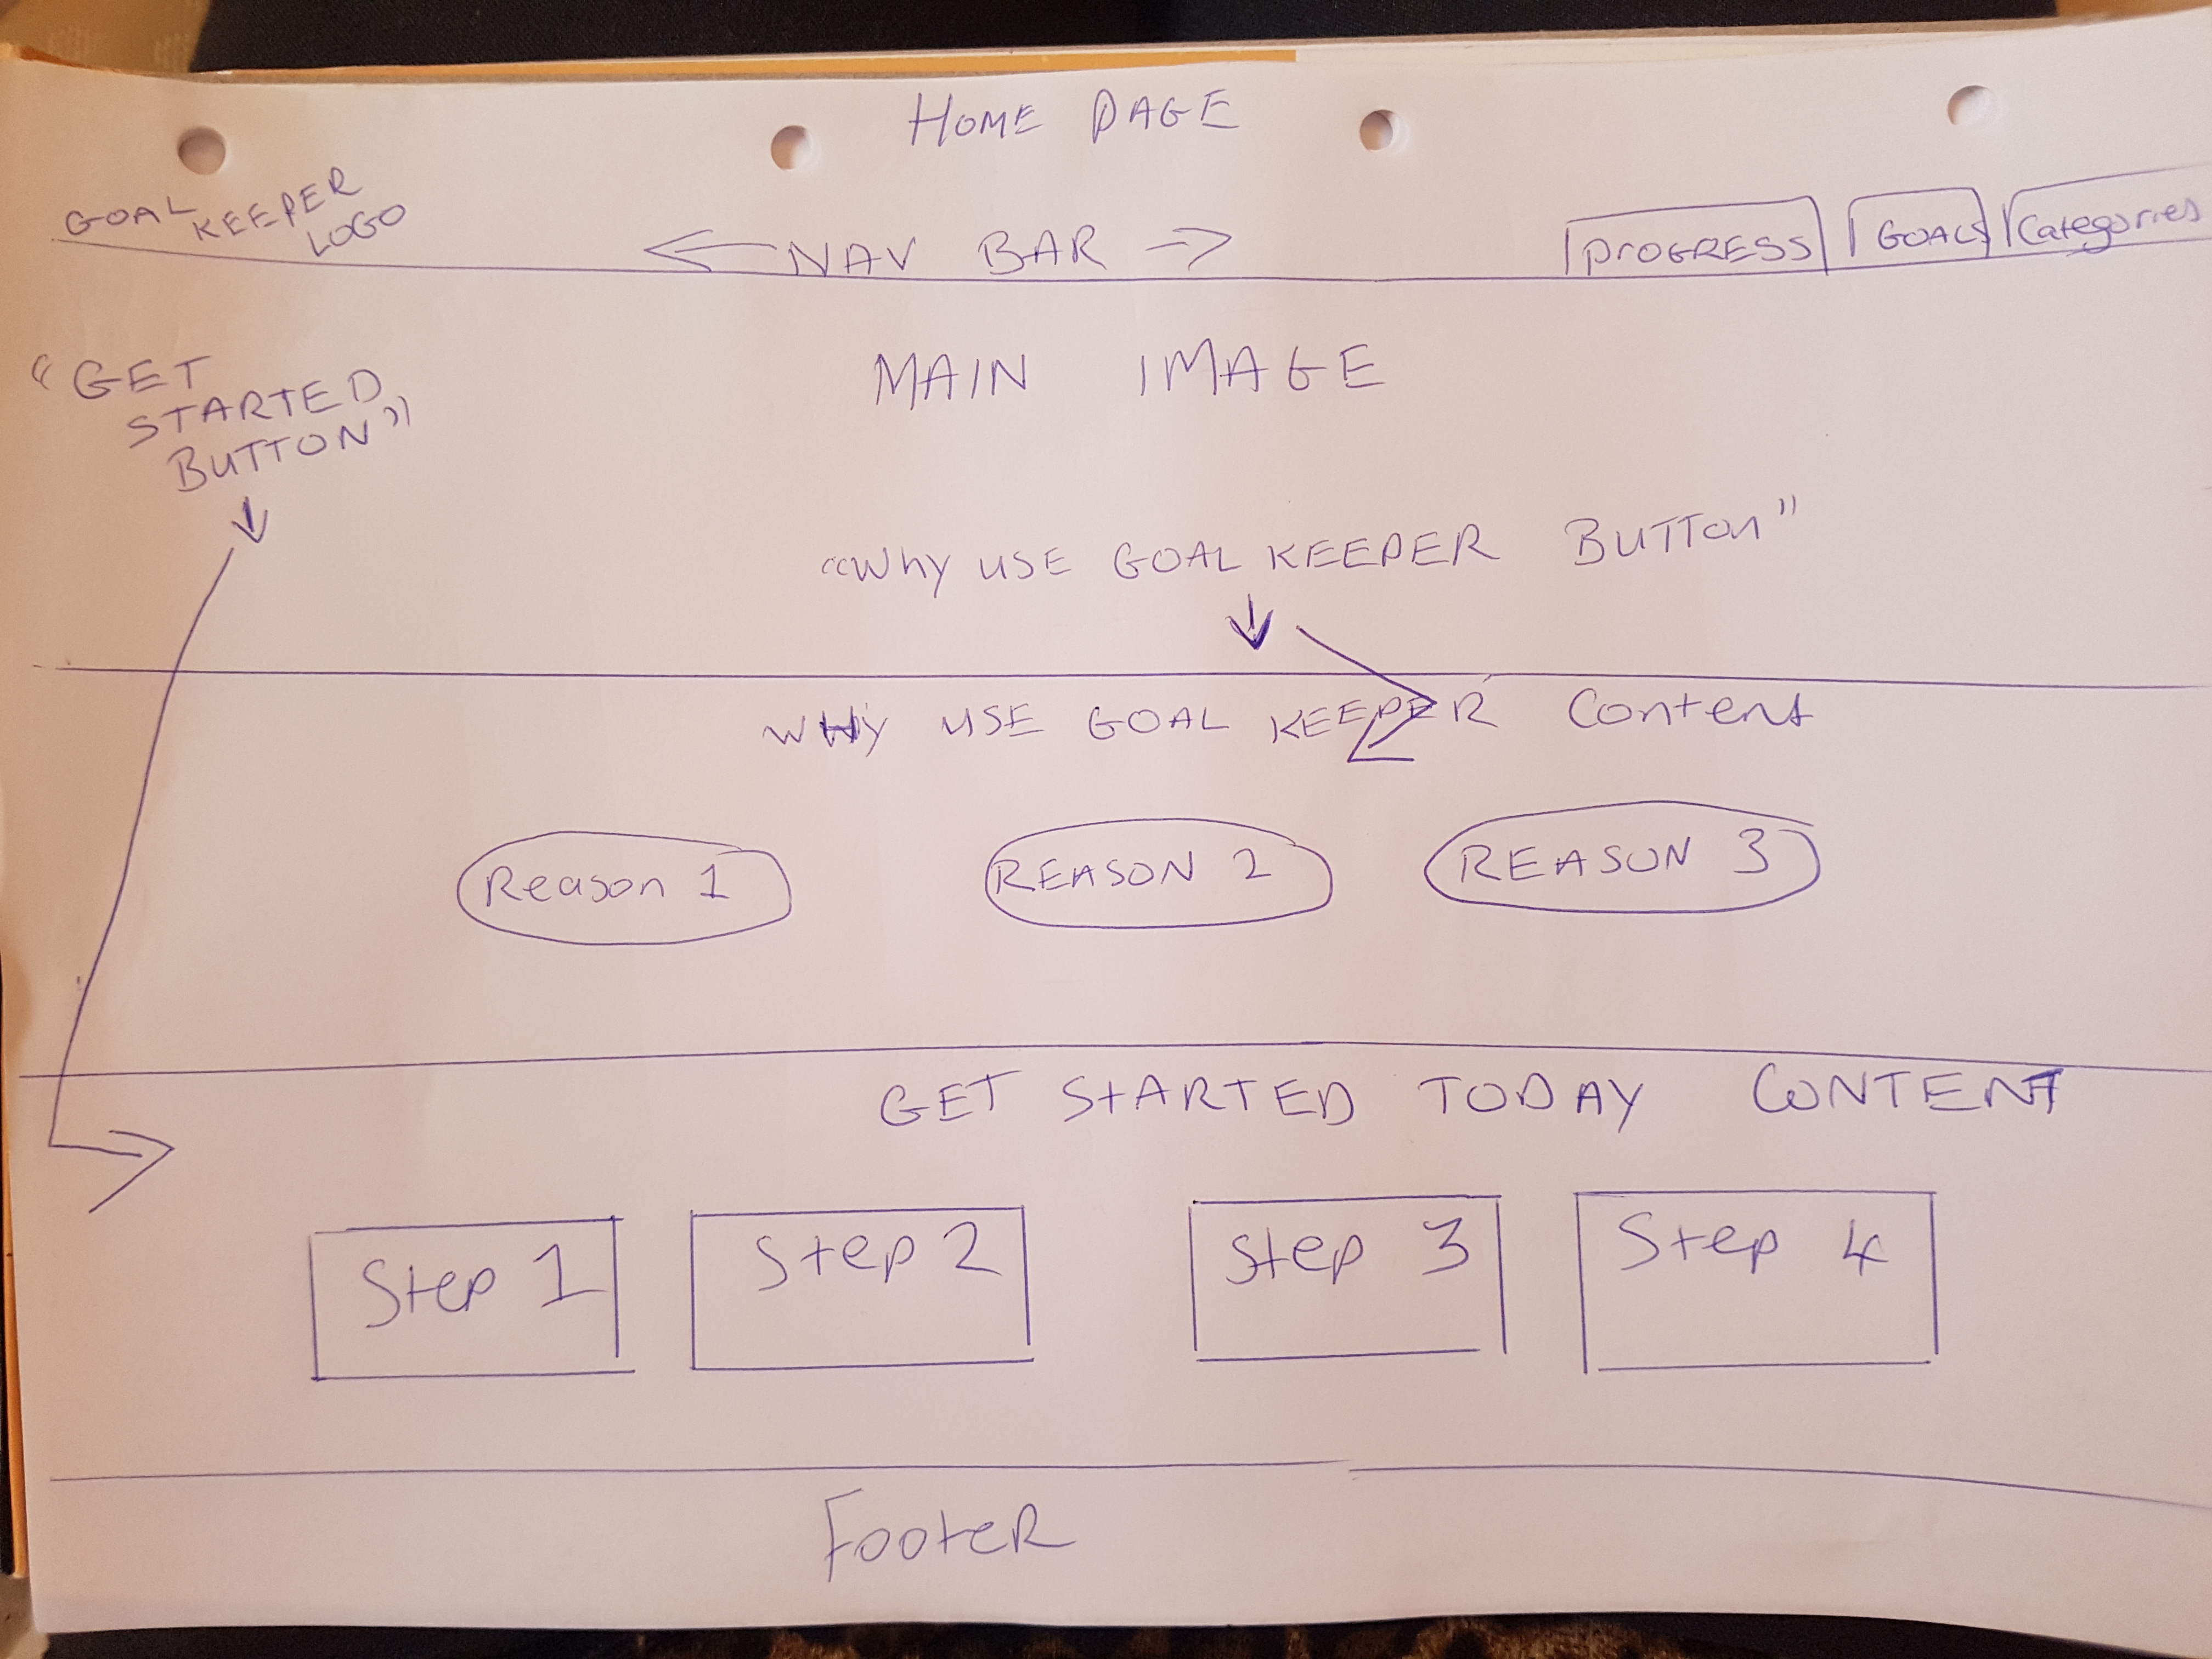 HOME PAGE
GOAL KEEPER
LOGO
← NAV BAR →
PROGRESS
GOALS
Categories
"GET
STARTED
BUTTON"
MAIN IMAGE
"Why USE GOAL KEEPER BUTTON"
WHy USE GOAL KEEPER Content
Reason 1
REASON 2
REASON 3
GET STARTED TODAY CONTENT
Step 1
Step 2
Step 3
Step 4
FooteR